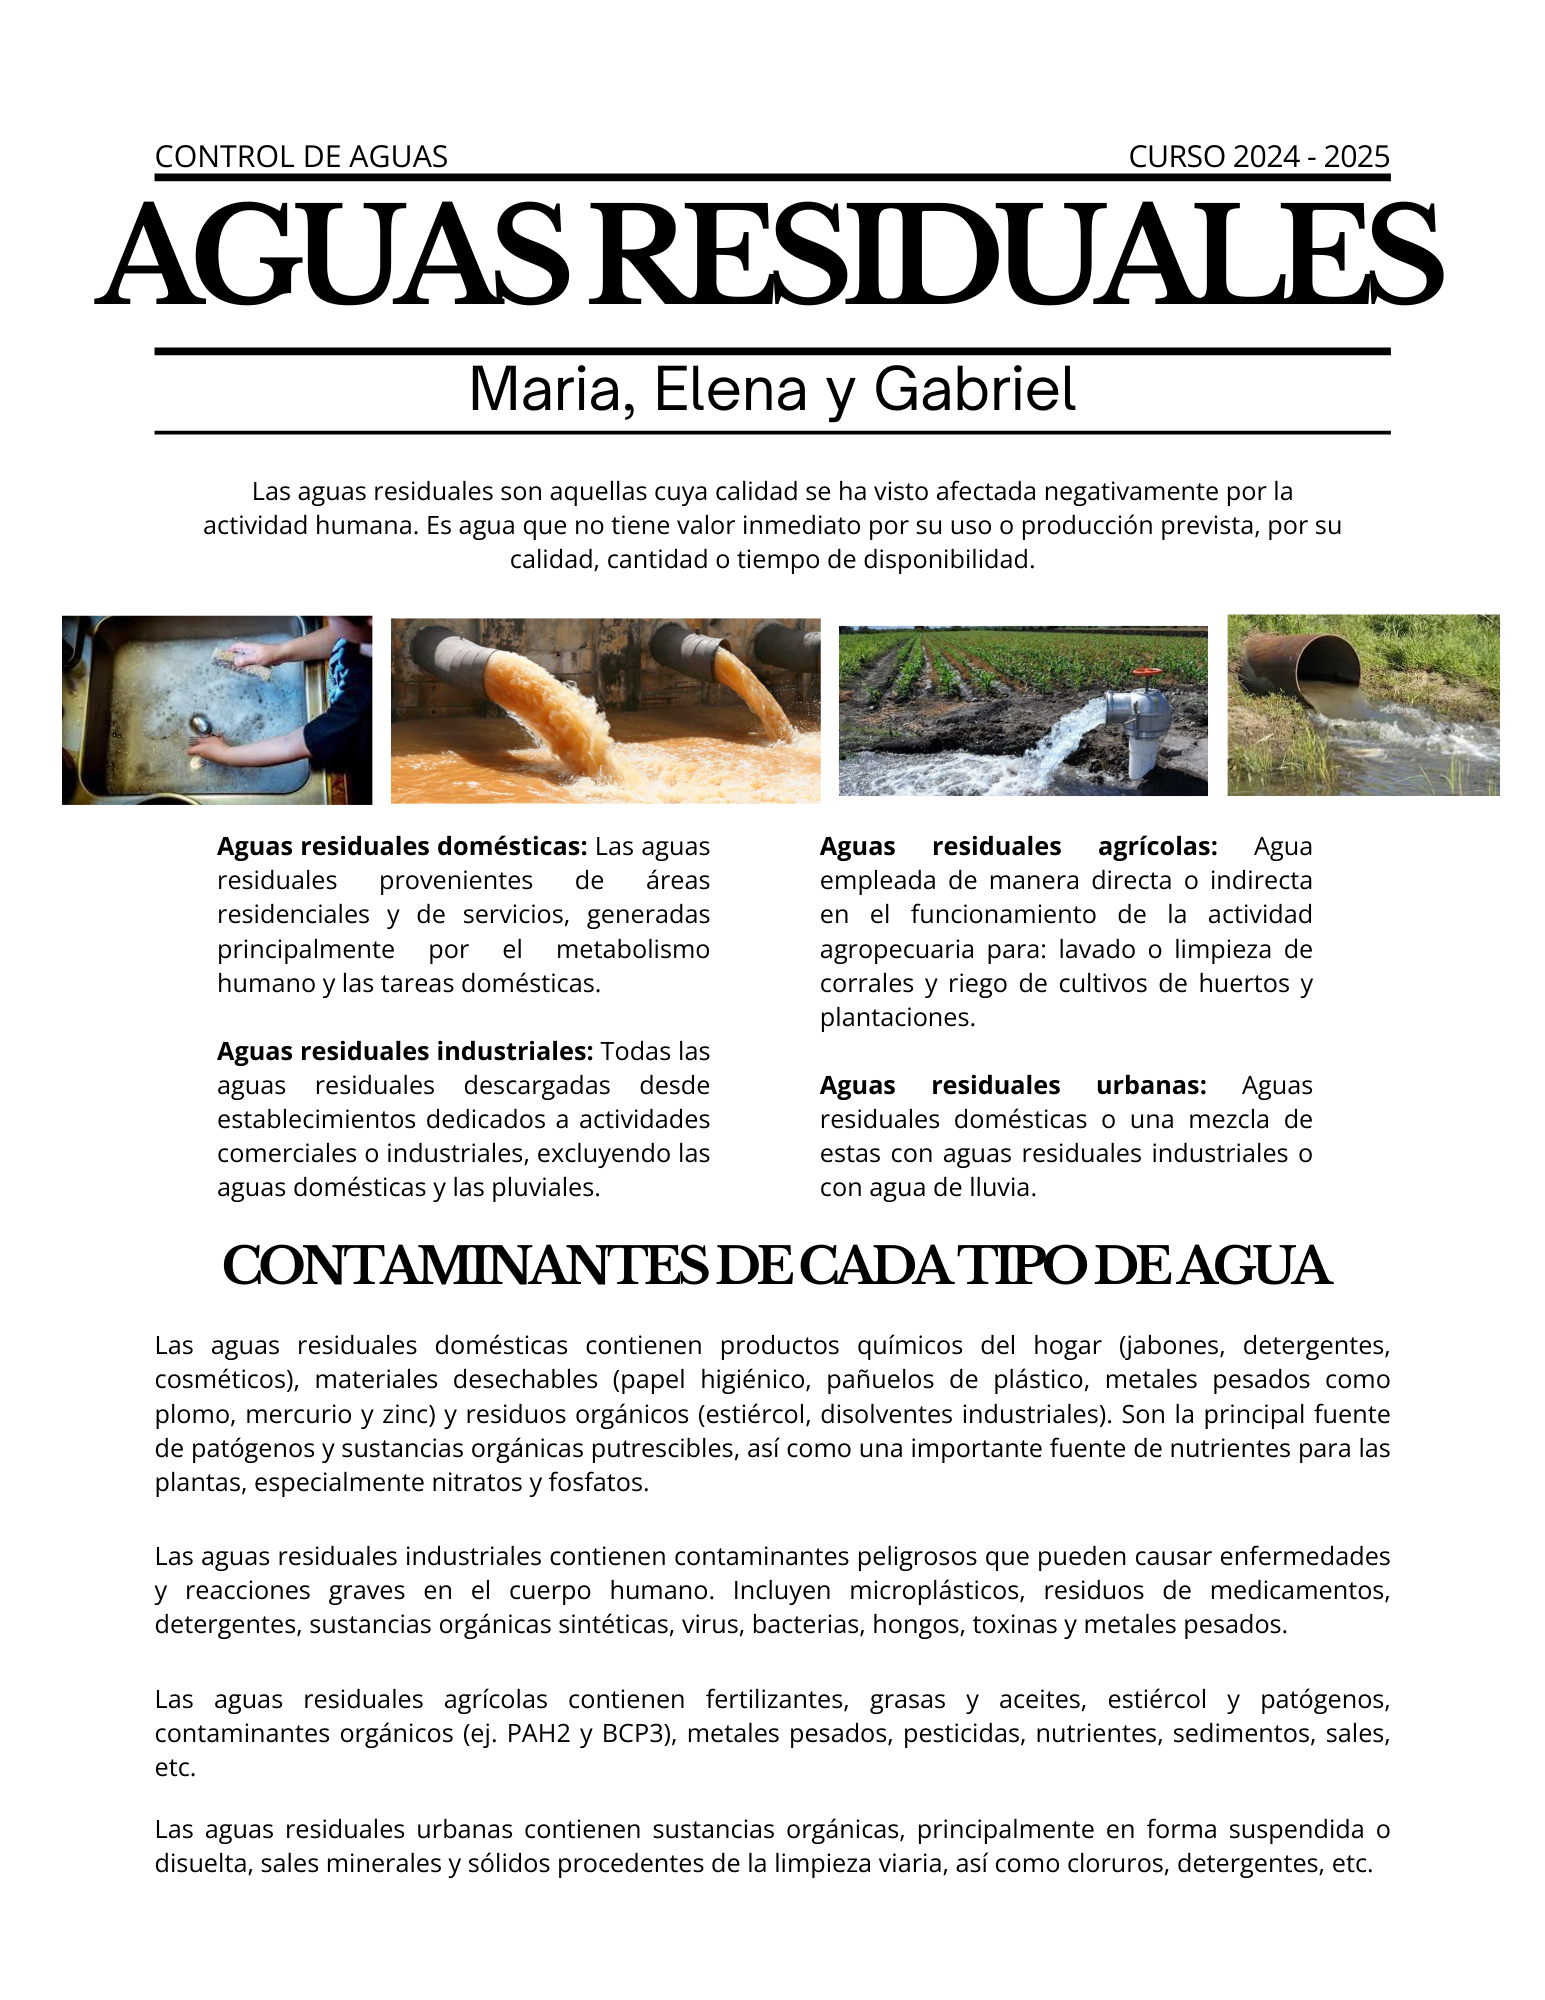 CONTROL DE AGUAS
CURSO 2024 - 2025
AGUAS RESIDUALES
Maria, Elena y Gabriel
Las aguas residuales son aquellas cuya calidad se ha visto afectada negativamente por la
actividad humana. Es agua que no tiene valor inmediato por su uso o producción prevista, por su
calidad, cantidad o tiempo de disponibilidad.
Aguas residuales domésticas: Las aguas
residuales provenientes de áreas
residenciales y de servicios, generadas
principalmente por el metabolismo
humano y las tareas domésticas.
Aguas residuales industriales: Todas las
aguas residuales descargadas desde
establecimientos dedicados a actividades
comerciales o industriales, excluyendo las
aguas domésticas y las pluviales.
Aguas residuales agrícolas: Agua
empleada de manera directa o indirecta
en el funcionamiento de la actividad
agropecuaria para: lavado o limpieza de
corrales y riego de cultivos de huertos y
plantaciones.
Aguas residuales urbanas: Aguas
residuales domésticas o una mezcla de
estas con aguas residuales industriales o
con agua de lluvia.
CONTAMINANTES DE CADA TIPO DE AGUA
Las aguas residuales domésticas contienen productos químicos del hogar (jabones, detergentes,
cosméticos), materiales desechables (papel higiénico, pañuelos de plástico, metales pesados como
plomo, mercurio y zinc) y residuos orgánicos (estiércol, disolventes industriales). Son la principal fuente
de patógenos y sustancias orgánicas putrescibles, así como una importante fuente de nutrientes para las
plantas, especialmente nitratos y fosfatos.
Las aguas residuales industriales contienen contaminantes peligrosos que pueden causar enfermedades
y reacciones graves en el cuerpo humano. Incluyen microplásticos, residuos de medicamentos,
detergentes, sustancias orgánicas sintéticas, virus, bacterias, hongos, toxinas y metales pesados.
Las aguas residuales agrícolas contienen fertilizantes, grasas y aceites, estiércol y patógenos,
contaminantes orgánicos (ej. PAH2 y BCP3), metales pesados, pesticidas, nutrientes, sedimentos, sales,
etc.
Las aguas residuales urbanas contienen sustancias orgánicas, principalmente en forma suspendida o
disuelta, sales minerales y sólidos procedentes de la limpieza viaria, así como cloruros, detergentes, etc.